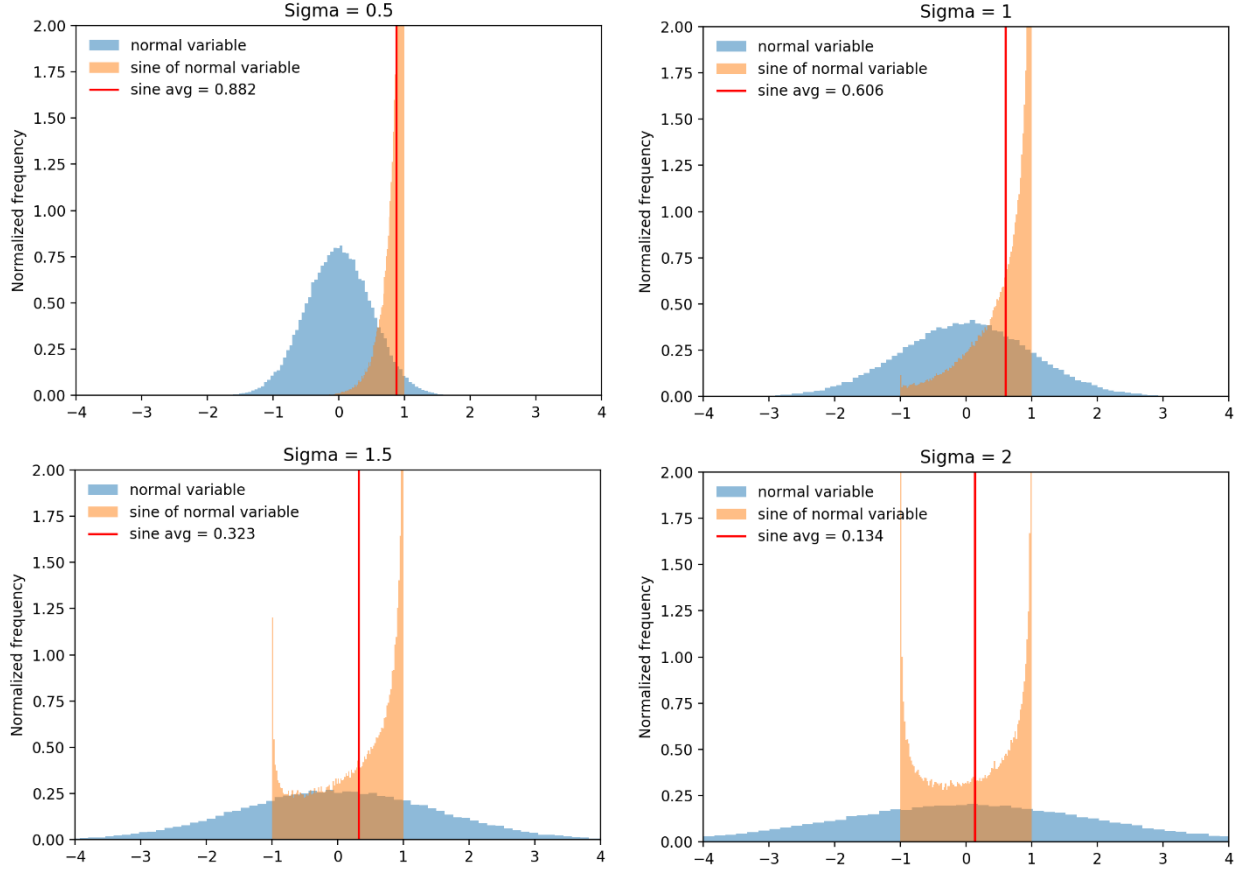 Sigma = 0.5
2.00
1.75
1.50
1.25
1.00
0.75
0.50
0.25
0.00
Normalized frequency
normal variable
sine of normal variable
sine avg = 0.882
−4 −3 −2 −1 0 1 2 3 4
Sigma = 1
2.00
1.75
1.50
1.25
1.00
0.75
0.50
0.25
0.00
Normalized frequency
normal variable
sine of normal variable
sine avg = 0.606
−4 −3 −2 −1 0 1 2 3 4
Sigma = 1.5
2.00
1.75
1.50
1.25
1.00
0.75
0.50
0.25
0.00
Normalized frequency
normal variable
sine of normal variable
sine avg = 0.323
−4 −3 −2 −1 0 1 2 3 4
Sigma = 2
2.00
1.75
1.50
1.25
1.00
0.75
0.50
0.25
0.00
Normalized frequency
normal variable
sine of normal variable
sine avg = 0.134
−4 −3 −2 −1 0 1 2 3 4